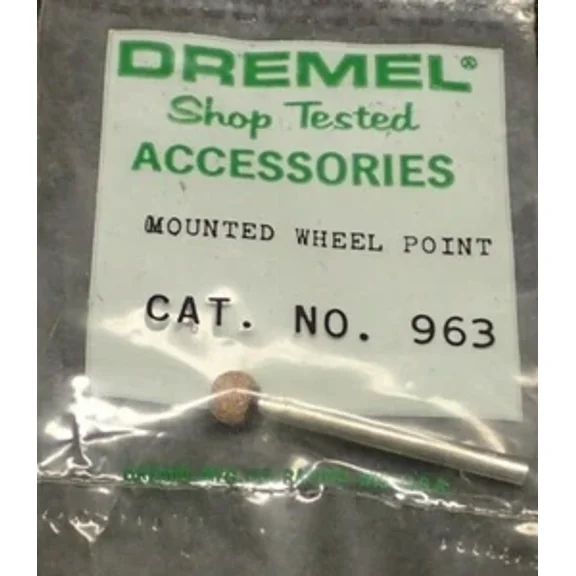 DREMEL®
Shop Tested
ACCESSORIES
MOUNTED WHEEL POINT
CAT. NO. 963